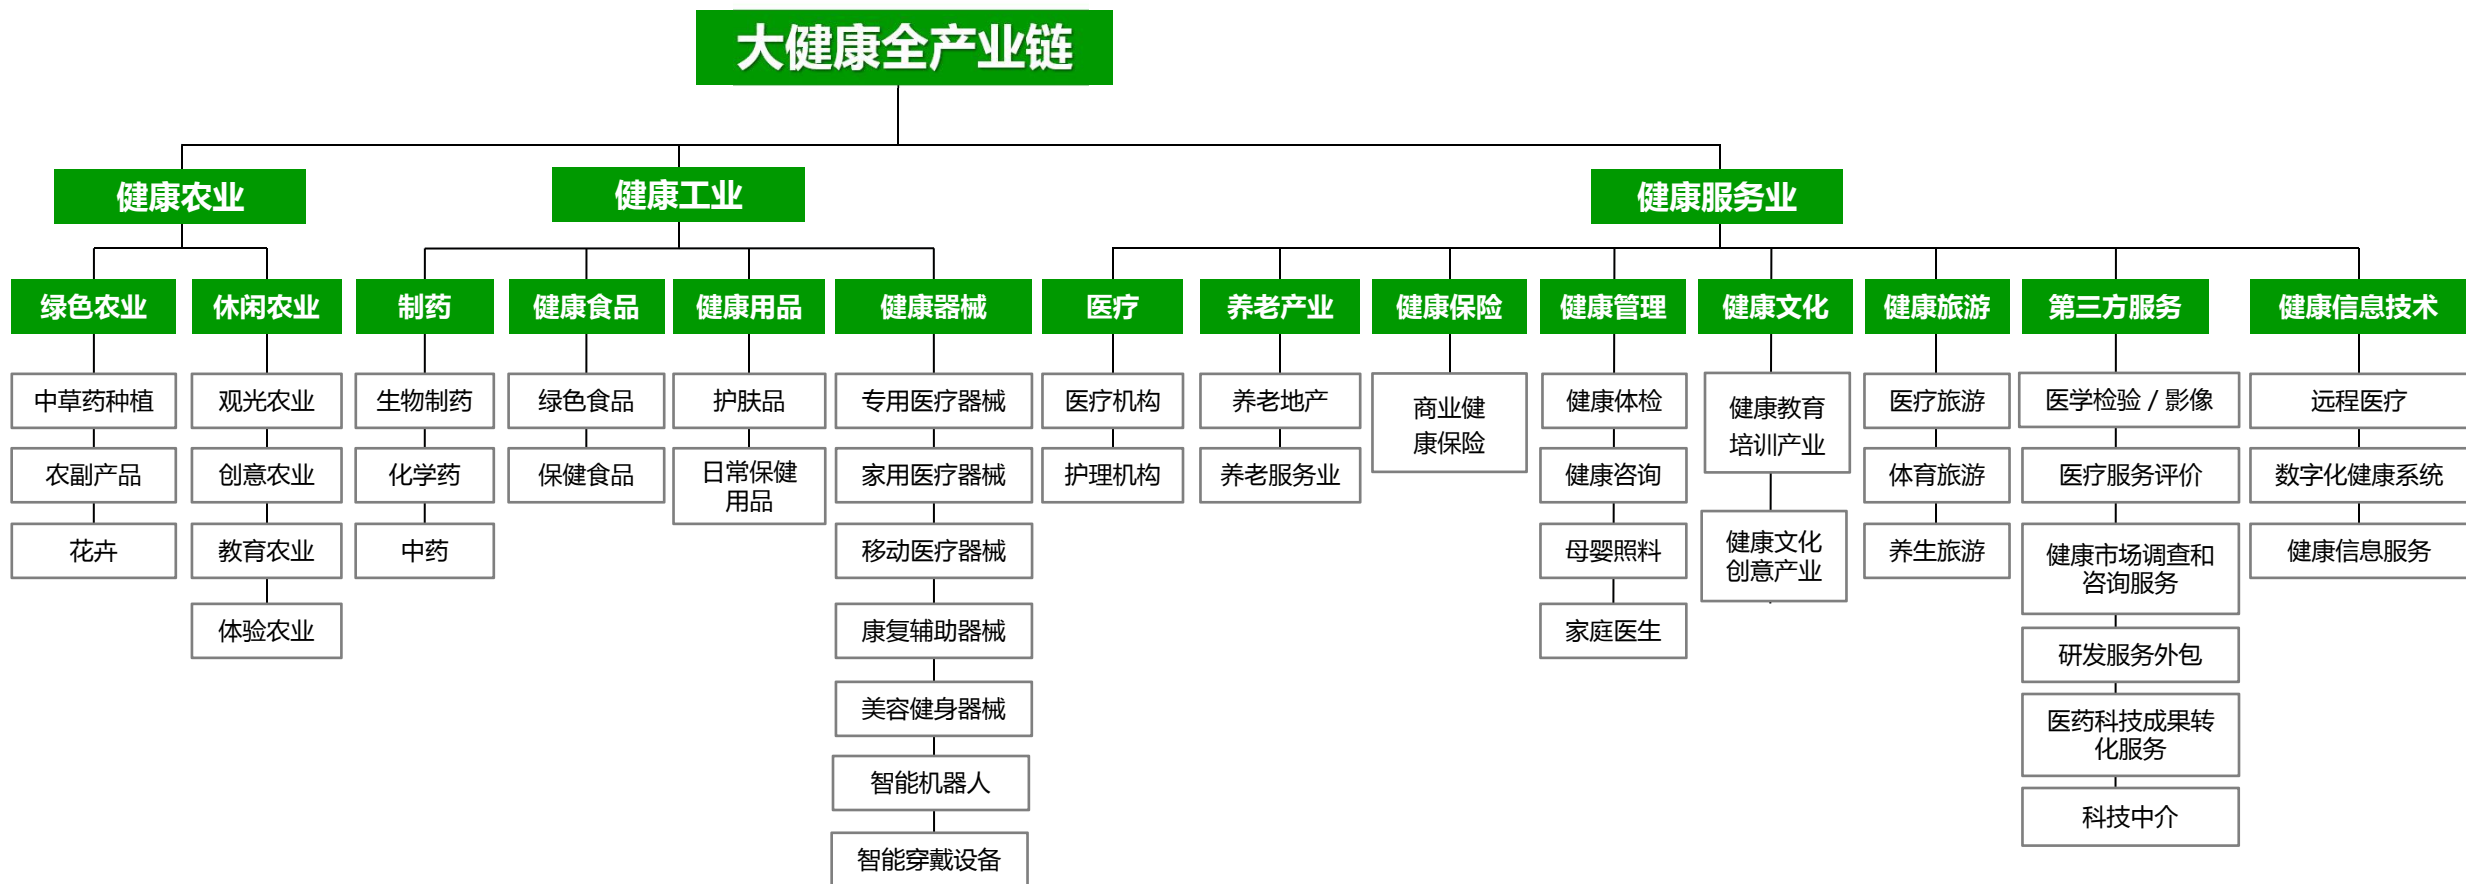 大健康全产业链
健康农业
健康工业
健康服务业
绿色农业
休闲农业
制药
健康食品
健康用品
健康器械
医疗
养老产业
健康保险
健康管理
健康文化
健康旅游
第三方服务
健康信息技术
中草药种植
农副产品
花卉
观光农业
创意农业
教育农业
体验农业
生物制药
化学药
中药
绿色食品
保健食品
护肤品
日常保健
用品
专用医疗器械
家用医疗器械
移动医疗器械
康复辅助器械
美容健身器械
智能机器人
智能穿戴设备
医疗机构
护理机构
养老地产
养老服务业
商业健
康保险
健康体检
健康咨询
母婴照料
家庭医生
健康教育
培训产业
健康文化
创意产业
医疗旅游
体育旅游
养生旅游
医学检验 / 影像
医疗服务评价
健康市场调查和
咨询服务
研发服务外包
医药科技成果转
化服务
科技中介
远程医疗
数字化健康系统
健康信息服务